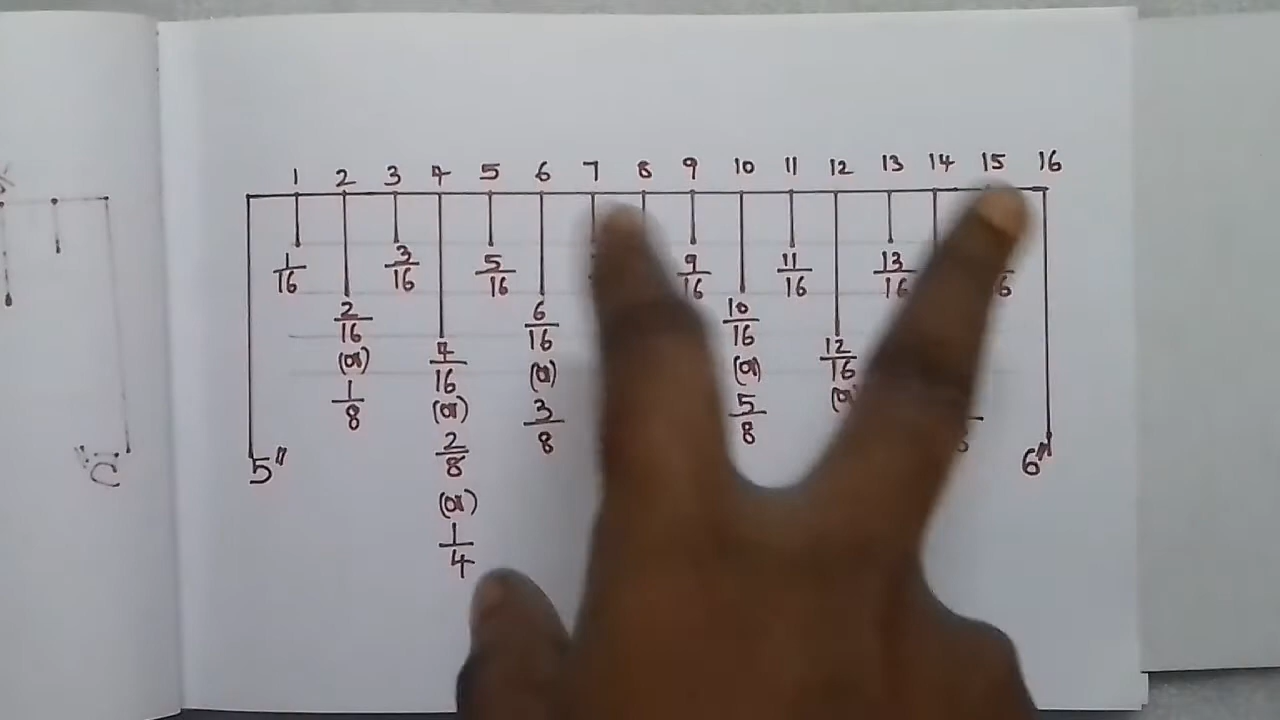 1 2 3 4 5 6 7 8 9 10 11 12 13 14 15 16
1/16 3/16 5/16 9/16 11/16 13/16
2/16 (or) 1/8
4/16 (or) 2/8 (or) 1/4
6/16 (or) 3/8
10/16 (or) 5/8
12/16 (or)
5" 6"